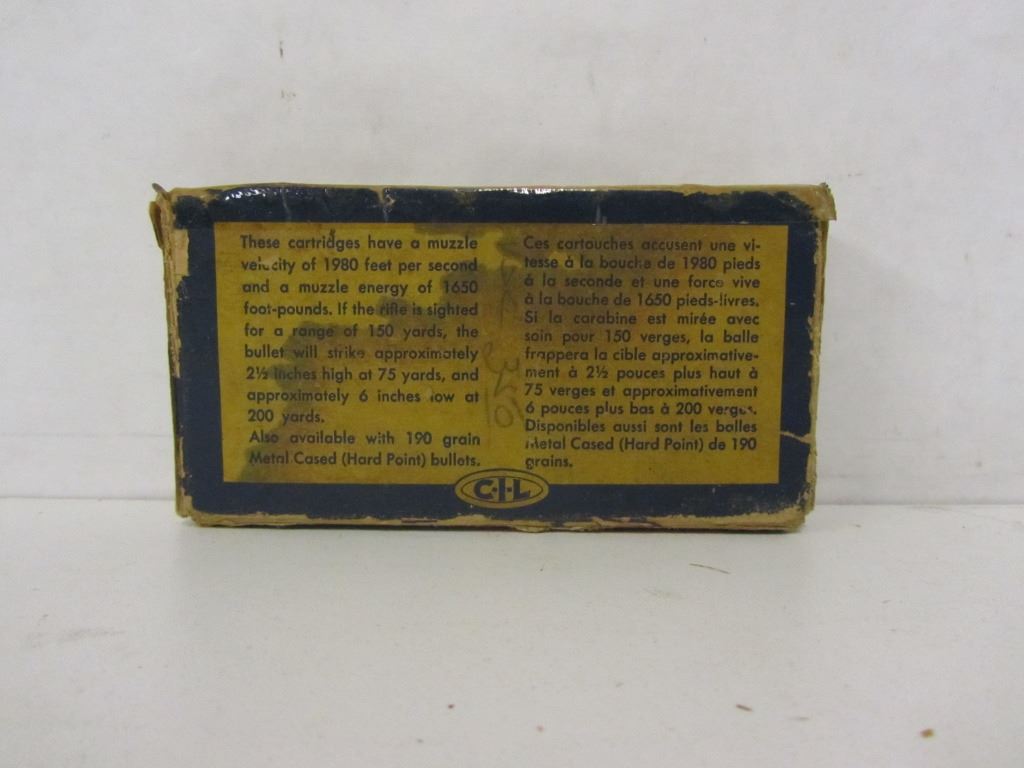 These cartridges have a muzzle
velocity of 1980 feet per second
and a muzzle energy of 1650
foot-pounds. If the rifle is sighted
for a range of 150 yards, the
bullet will strike approximately
2½ inches high at 75 yards, and
approximately 6 inches low at
200 yards.
Also available with 190 grain
Metal Cased (Hard Point) bullets.
Ces cartouches accusent une vi-
tesse à la bouche de 1980 pieds
à la seconde et une force vive
à la bouche de 1650 pieds-livres.
Si la carabine est mirée avec
soin pour 150 verges, la balle
frappera la cible approximative-
ment à 2½ pouces plus haut à
75 verges et approximativement
6 pouces plus bas à 200 verges.
Disponibles aussi sont les balles
Metal Cased (Hard Point) de 190
grains.
C·I·L